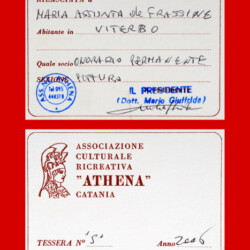 MARIA ASSUNTA de FRASSINE
Abitante in VITERBO
Quale socio ONORARIO PERMANENTE
Sezione PITTURA
IL PRESIDENTE
(Dott. Mario Giuffrida)
ASSOCIAZIONE
CULTURALE
RICREATIVA
"ATHENA"
CATANIA
TESSERA N° "S" Anno 2006